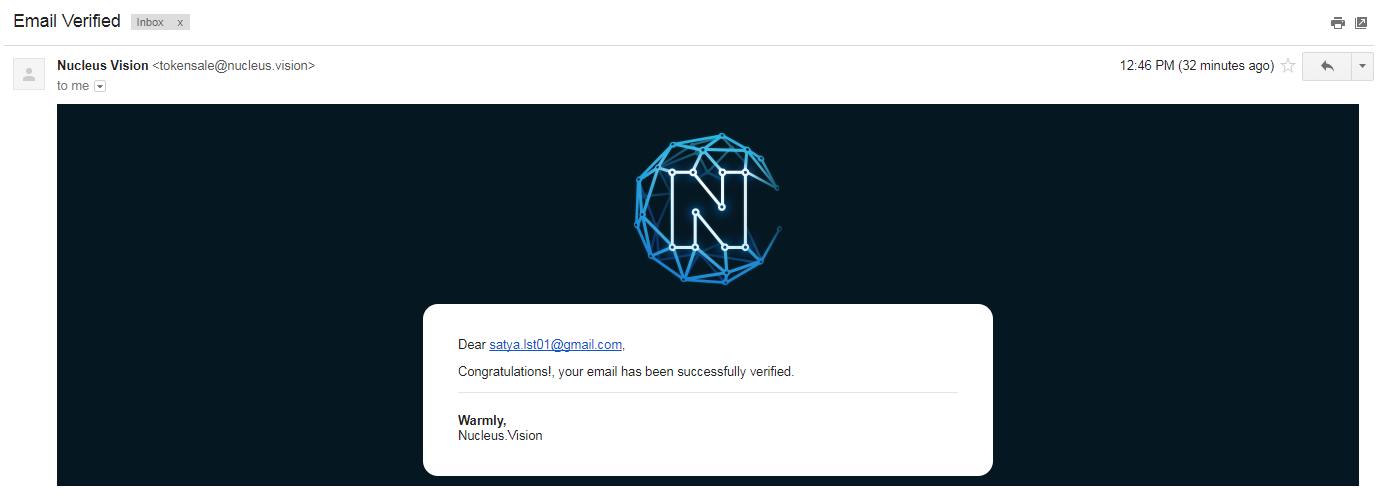 Email Verified Inbox x
Nucleus Vision <tokensale@nucleus.vision> 12:46 PM (32 minutes ago)
to me
N
Dear satya.lst01@gmail.com,
Congratulations!, your email has been successfully verified.
Warmly,
Nucleus.Vision